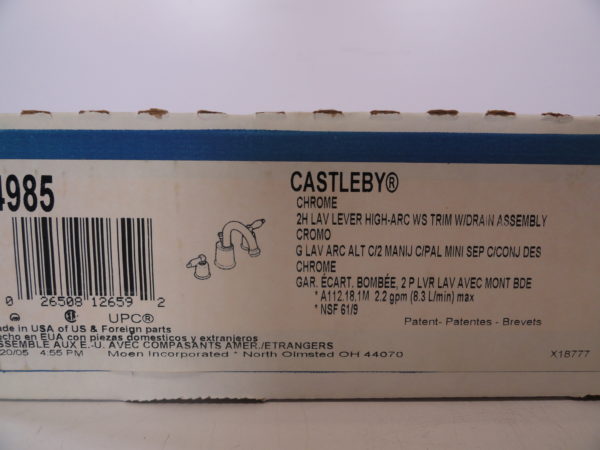 4985
CASTLEBY®
CHROME
2H LAV LEVER HIGH-ARC WS TRIM W/DRAIN ASSEMBLY
CROMO
G LAV ARC ALT C/2 MANIJ C/PAL MINI SEP C/CONJ DES
CHROME
GAR. ÉCART, BOMBÉE, 2 P LVR LAV AVEC MONT BDE
* A112.18.1M 2.2 gpm (8.3 L/min) max
* NSF 61/9
Patent- Patentes - Brevets
0 26508 12659 2
UPC®
ade in USA of US & Foreign parts
echo en EUA con piezas domesticos y extranjeros
SSEMBLE AUX E.-U. AVEC COMPASANTS AMER./ETRANGERS
20/05 4:55 PM Moen Incorporated * North Olmsted OH 44070 X18777